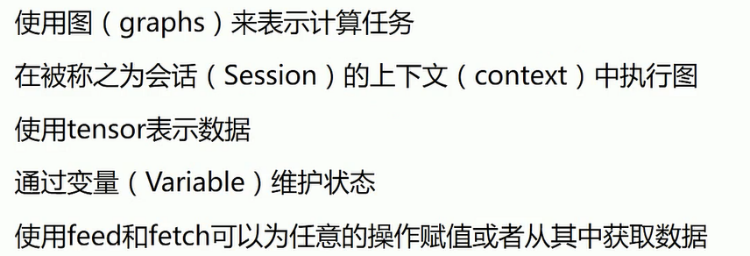 使用图（graphs）来表示计算任务
在被称之为会话（Session）的上下文（context）中执行图
使用tensor表示数据
通过变量（Variable）维护状态
使用feed和fetch可以为任意的操作赋值或者从其中获取数据